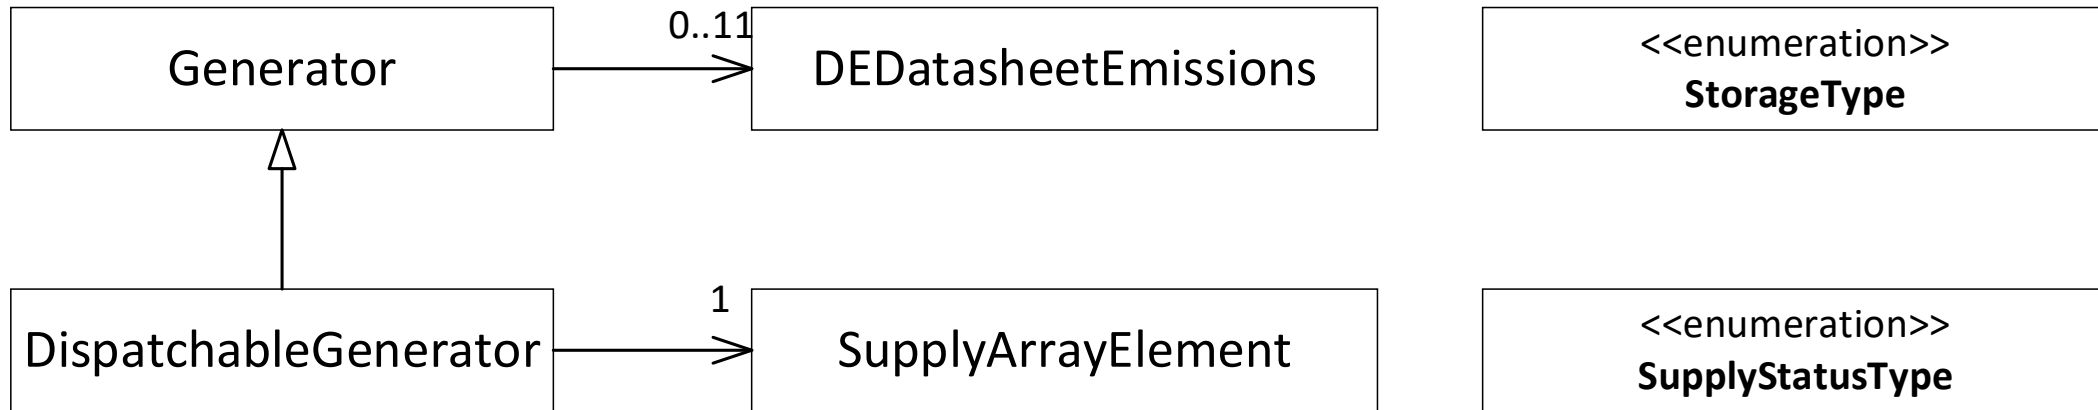 0..11
Generator
DEDatasheetEmissions
<<enumeration>>
StorageType
1
DispatchableGenerator
SupplyArrayElement
<<enumeration>>
SupplyStatusType